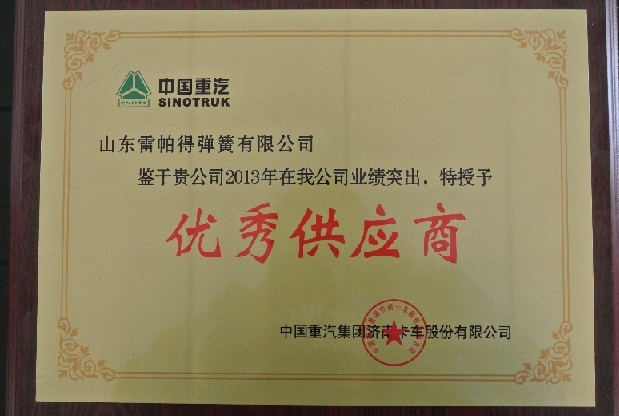 中国重汽
SINOTRUK
山东雷帕得弹簧有限公司
鉴于贵公司2013年在我公司业绩突出，特授予
优秀供应商
中国重汽集团济南卡车股份有限公司